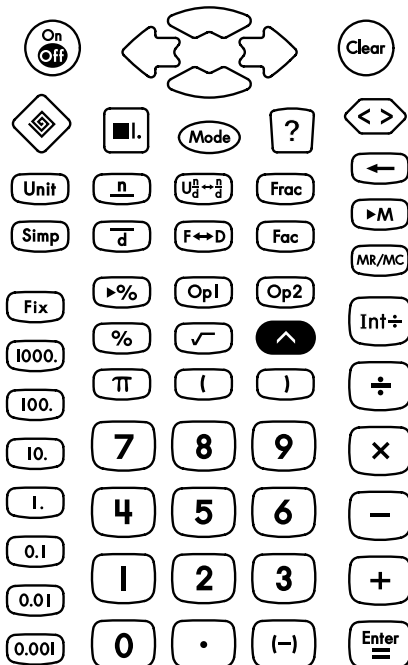 On
Off
Clear
■I.
Mode
?
< >
Unit
n
U n/d ↔ n/d
Frac
←
Simp
d
F↔D
Fac
▸M
MR/MC
▸%
Op1
Op2
Fix
Int÷
%
√
^
1000.
π
(
)
÷
100.
7
8
9
×
10.
4
5
6
−
1.
0.1
1
2
3
+
0.01
0
.
(−)
Enter
=
0.001